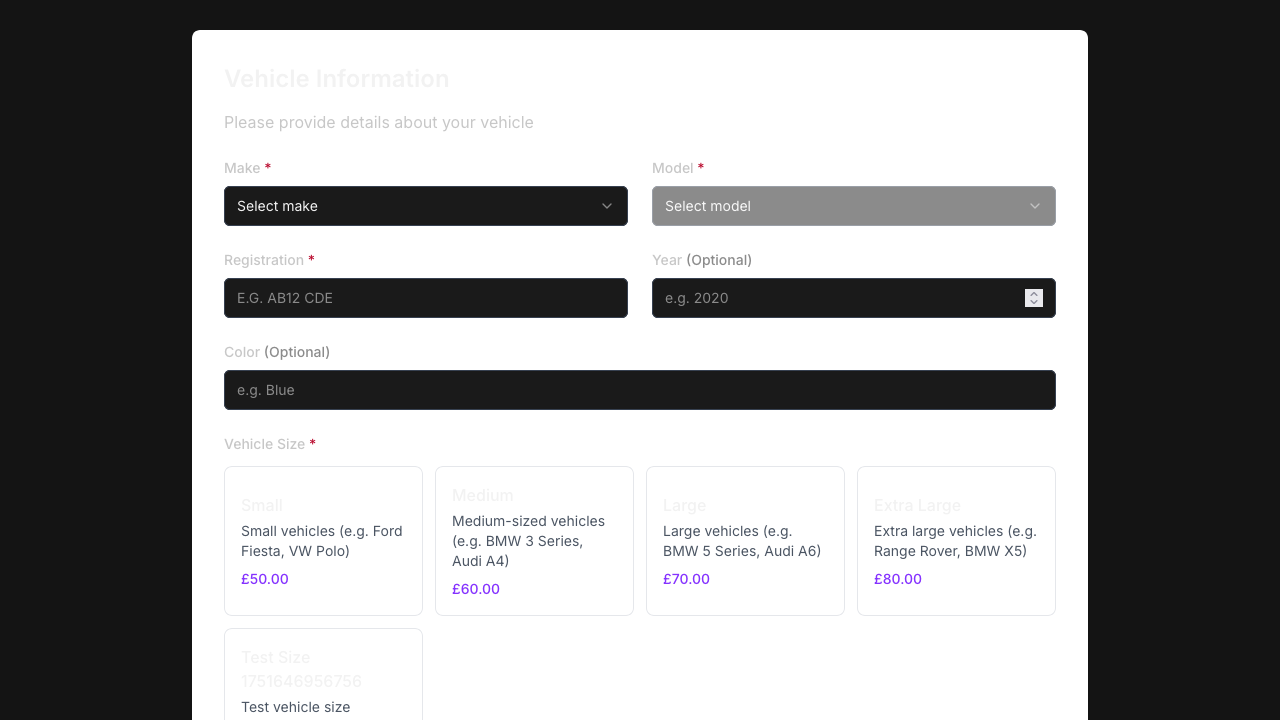 Vehicle Information
Please provide details about your vehicle
Make *
Model *
Select make
Select model
Registration *
Year (Optional)
E.G. AB12 CDE
e.g. 2020
Color (Optional)
e.g. Blue
Vehicle Size *
Small
Small vehicles (e.g. Ford
Fiesta, VW Polo)
£50.00
Medium
Medium-sized vehicles
(e.g. BMW 3 Series,
Audi A4)
£60.00
Large
Large vehicles (e.g.
BMW 5 Series, Audi A6)
£70.00
Extra Large
Extra large vehicles (e.g.
Range Rover, BMW X5)
£80.00
Test Size
1751646956756
Test vehicle size